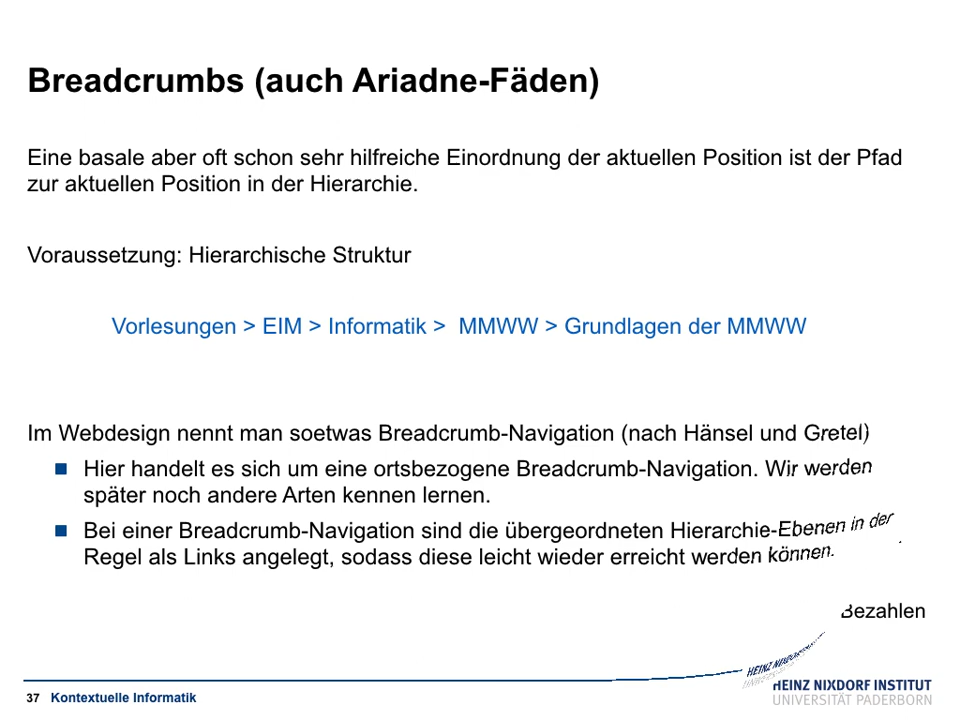 Breadcrumbs (auch Ariadne-Fäden)
Eine basale aber oft schon sehr hilfreiche Einordnung der aktuellen Position ist der Pfad
zur aktuellen Position in der Hierarchie.
Voraussetzung: Hierarchische Struktur
Vorlesungen > EIM > Informatik > MMWW > Grundlagen der MMWW
Im Webdesign nennt man soetwas Breadcrumb-Navigation (nach Hänsel und Gretel)
Hier handelt es sich um eine ortsbezogene Breadcrumb-Navigation. Wir werden
später noch andere Arten kennen lernen.
Bei einer Breadcrumb-Navigation sind die übergeordneten Hierarchie-Ebenen in der
Regel als Links angelegt, sodass diese leicht wieder erreicht werden können.
Bezahlen
HEINZ NIXDORF
37 Kontextuelle Informatik
HEINZ NIXDORF INSTITUT
UNIVERSITÄT PADERBORN